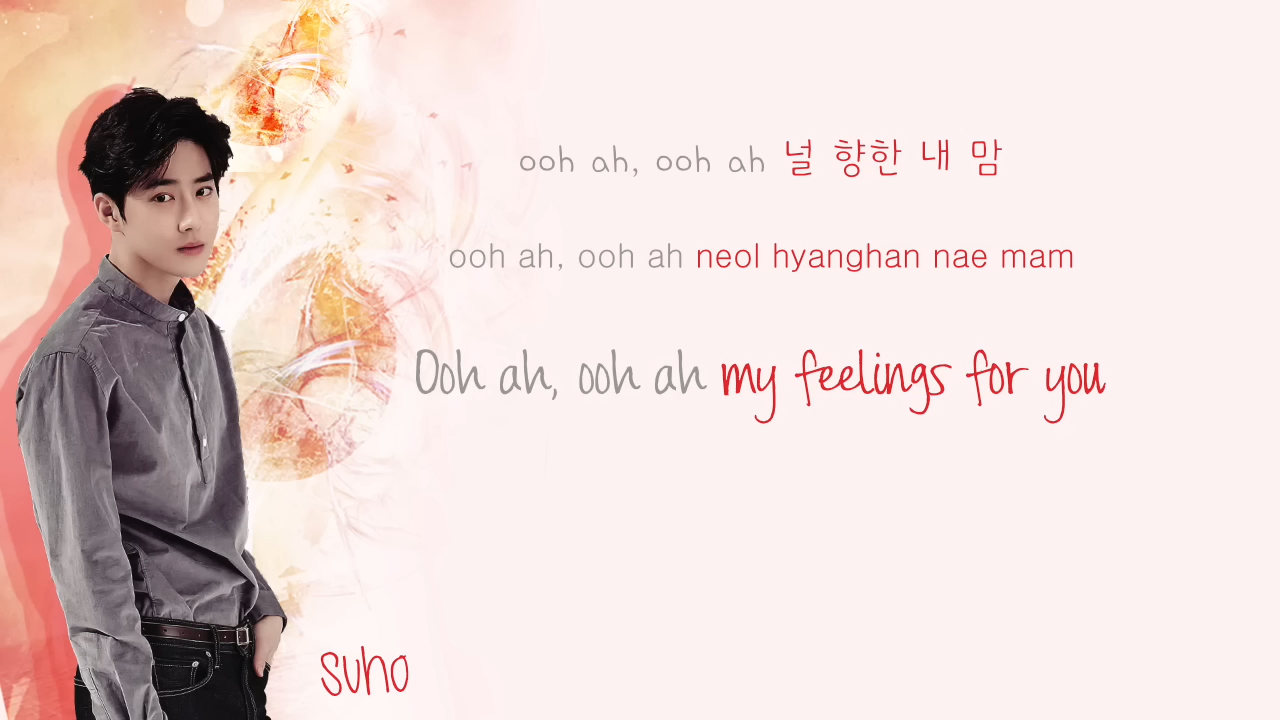 ooh ah, ooh ah 널 향한 내 맘
ooh ah, ooh ah neol hyanghan nae mam
Ooh ah, ooh ah my feelings for you
suho